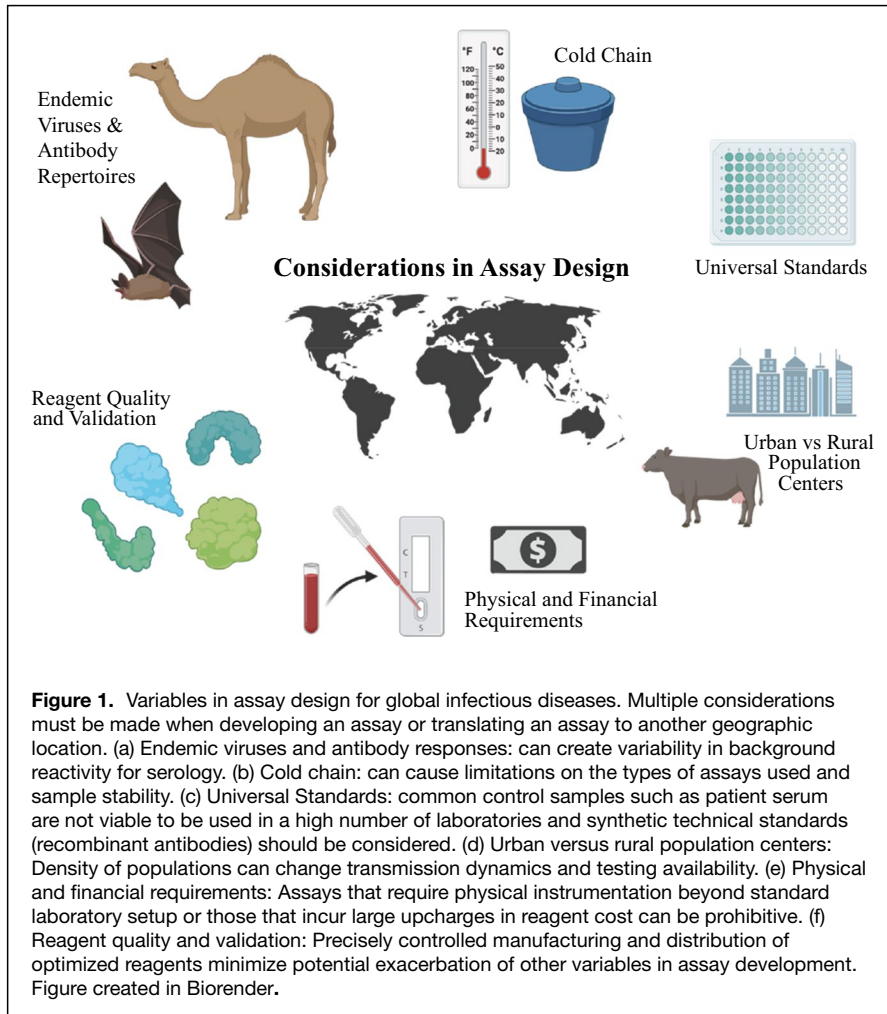 Endemic
Viruses &
Antibody
Repertoires
°F
°C
120
100
80
60
40
20
0
50
40
30
20
10
0
10
20
Cold Chain
Universal Standards
Considerations in Assay Design
Urban vs Rural
Population
Centers
Reagent Quality
and Validation
C
T
S
$
Physical and Financial
Requirements
Figure 1. Variables in assay design for global infectious diseases. Multiple considerations
must be made when developing an assay or translating an assay to another geographic
location. (a) Endemic viruses and antibody responses: can create variability in background
reactivity for serology. (b) Cold chain: can cause limitations on the types of assays used and
sample stability. (c) Universal Standards: common control samples such as patient serum
are not viable to be used in a high number of laboratories and synthetic technical standards
(recombinant antibodies) should be considered. (d) Urban versus rural population centers:
Density of populations can change transmission dynamics and testing availability. (e) Physical
and financial requirements: Assays that require physical instrumentation beyond standard
laboratory setup or those that incur large upcharges in reagent cost can be prohibitive. (f)
Reagent quality and validation: Precisely controlled manufacturing and distribution of
optimized reagents minimize potential exacerbation of other variables in assay development.
Figure created in Biorender.